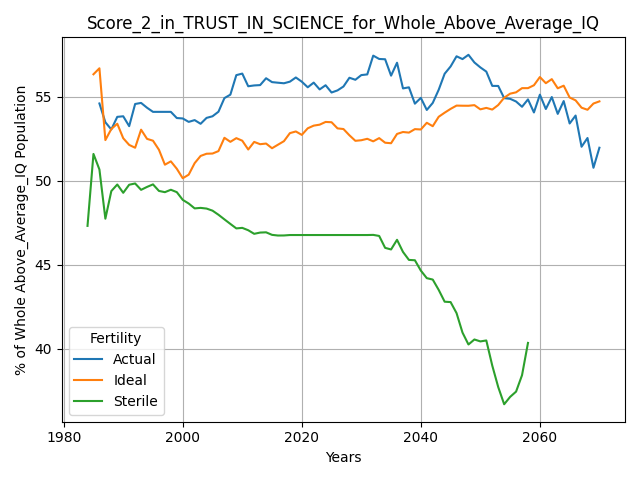 Score_2_in_TRUST_IN_SCIENCE_for_Whole_Above_Average_IQ
% of Whole Above_Average_IQ Population
55
50
45
40
Fertility
Actual
Ideal
Sterile
1980
2000
2020
2040
2060
Years